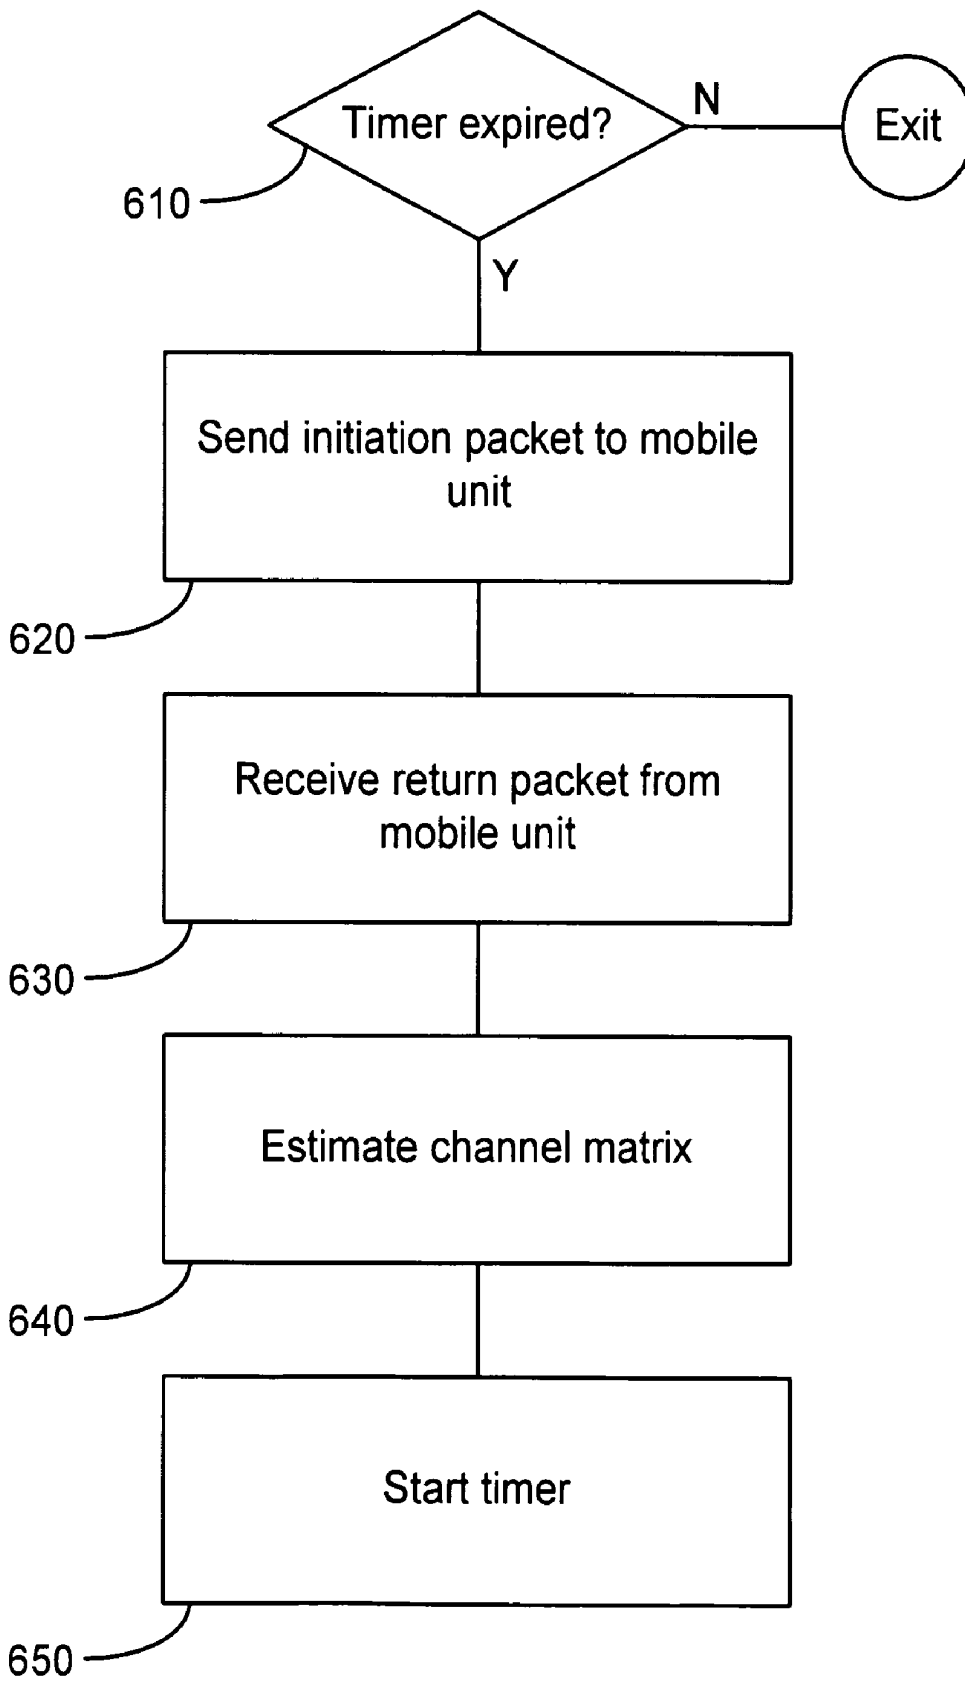 Timer expired?
N
Exit
610
Y
Send initiation packet to mobile
unit
620
Receive return packet from
mobile unit
630
Estimate channel matrix
640
Start timer
650